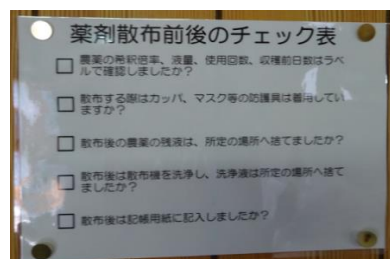 薬剤散布前後のチェック表
□ 農薬の希釈倍率、液量、使用回数、収穫前日数はラベ
ルで確認しましたか？
□ 散布する際はカッパ、マスク等の防護具は着用してい
ますか？
□ 散布後の農薬の残液は、所定の場所へ捨てましたか？
□ 散布後は散布機を洗浄し、洗浄液は所定の場所へ捨て
ましたか？
□ 散布後は記帳用紙に記入しましたか？